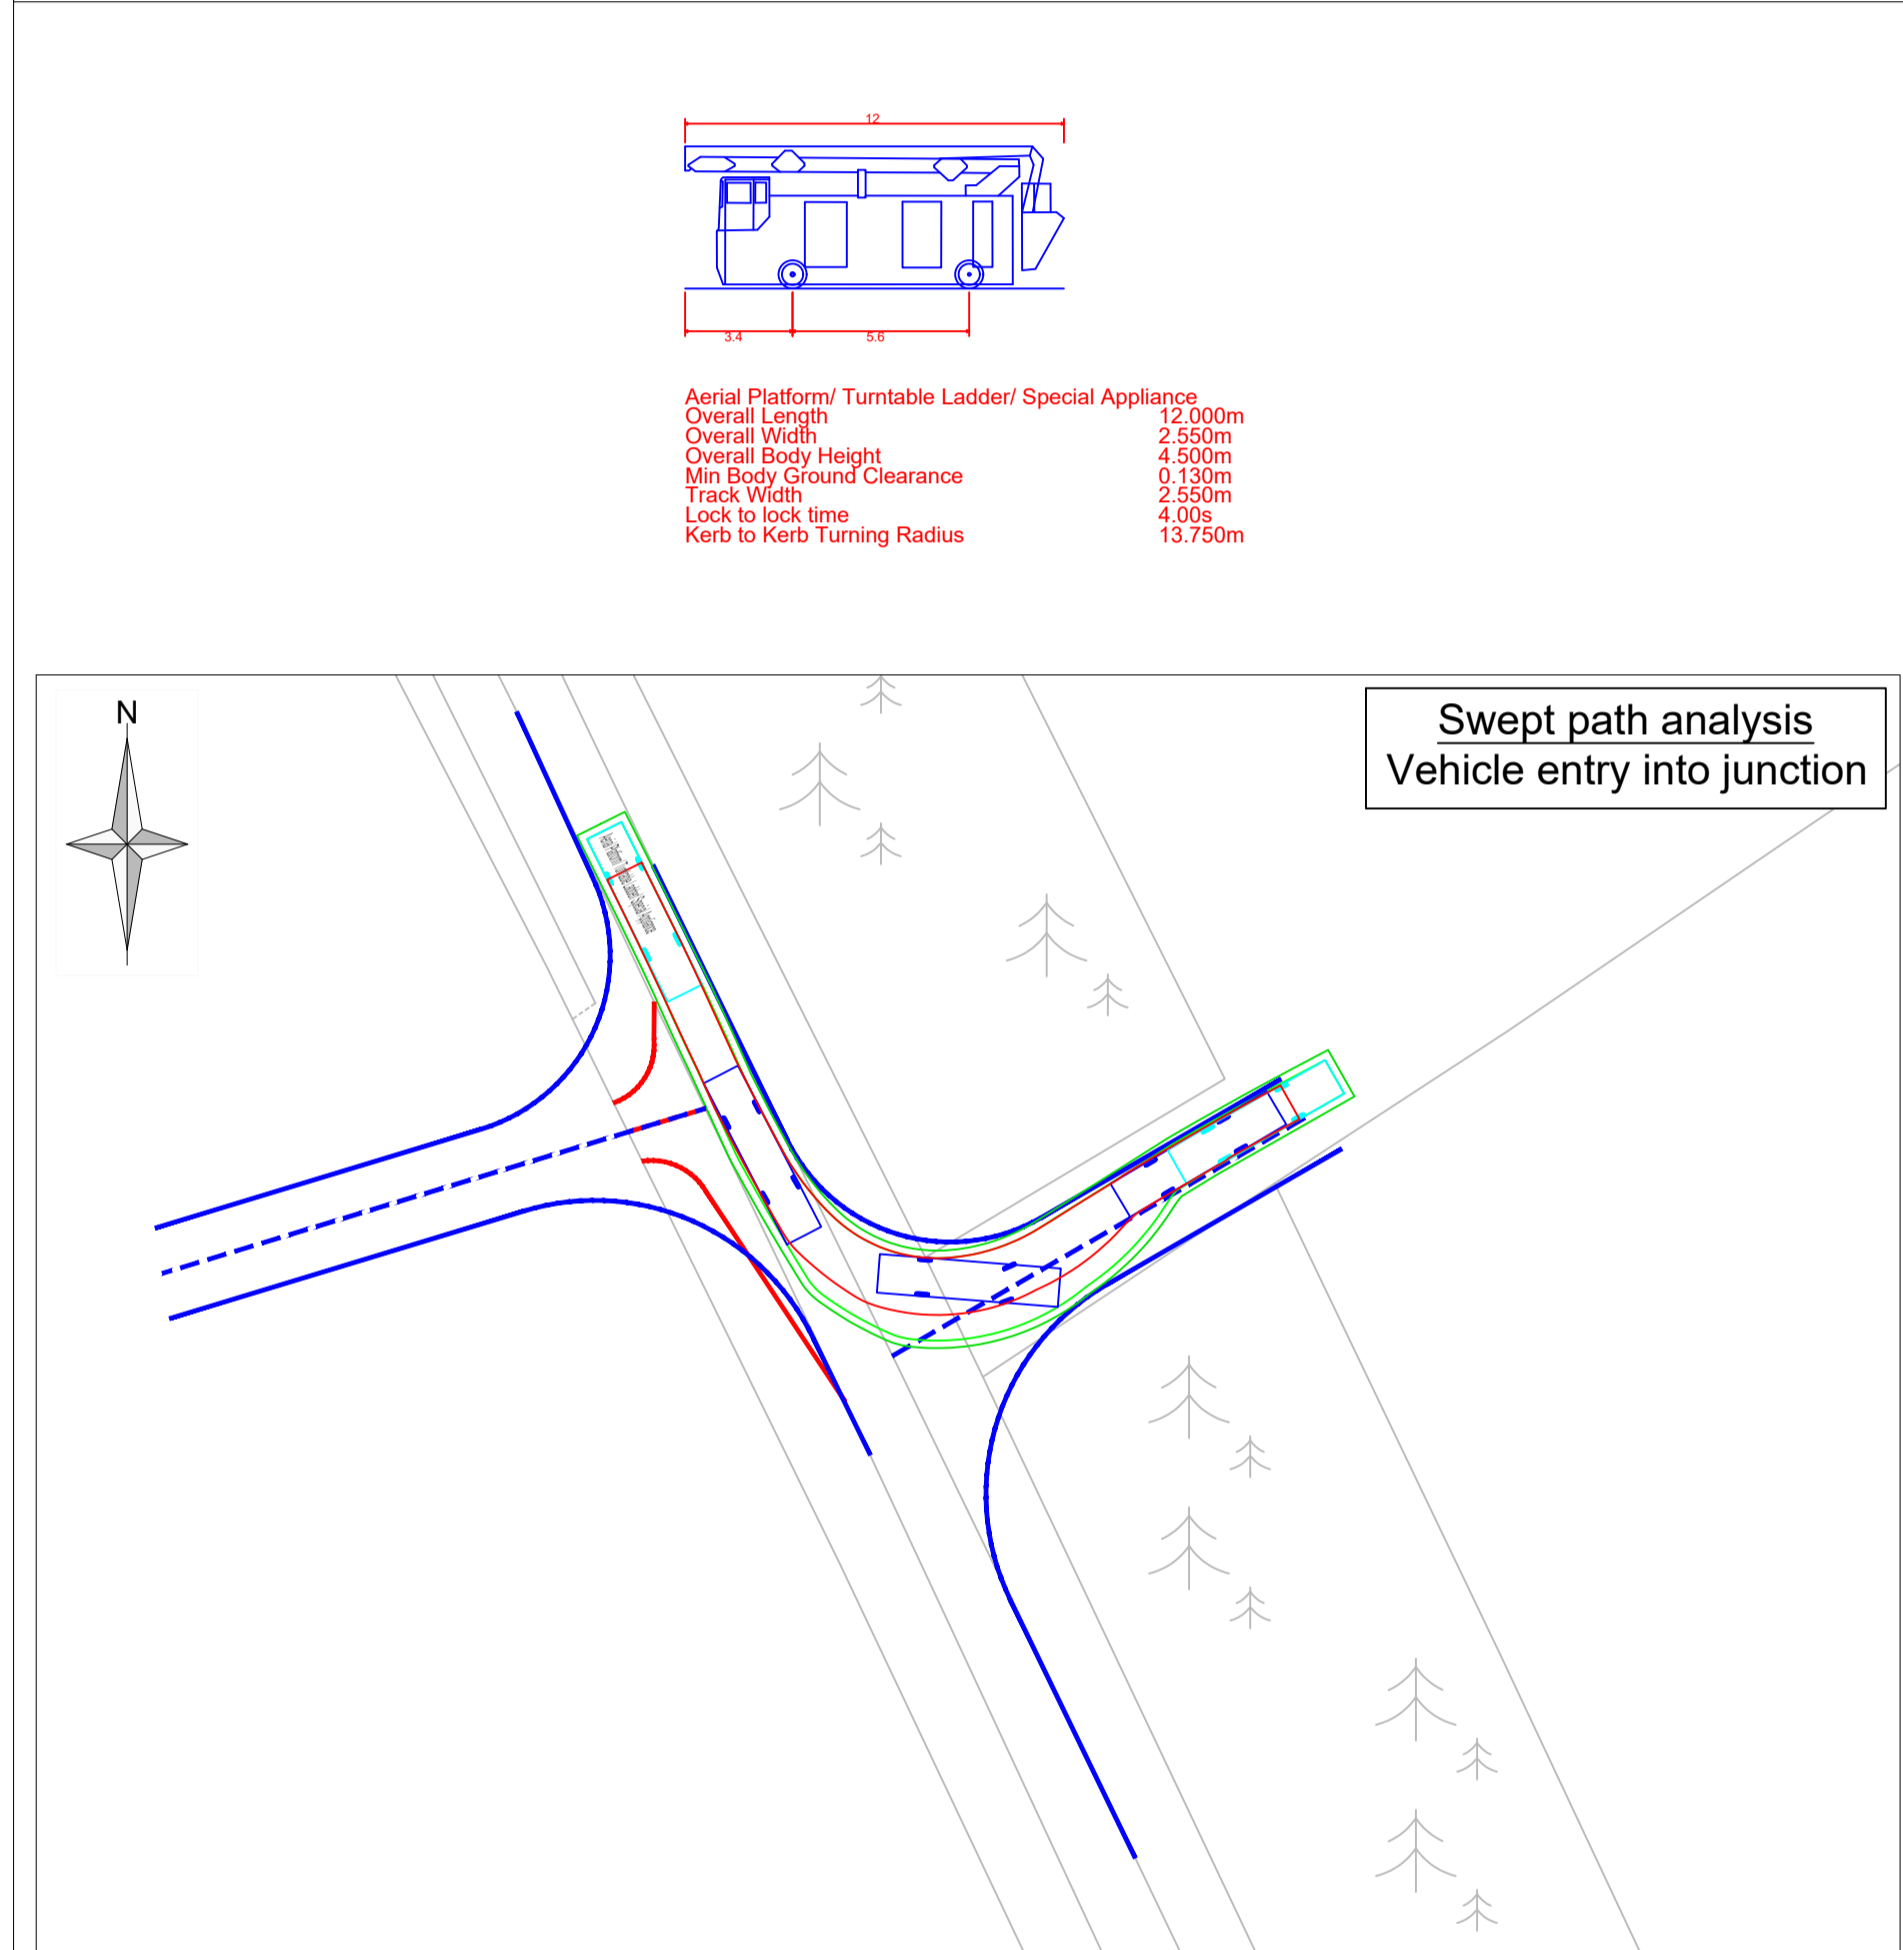 12
3.4
5.6
Aerial Platform/ Turntable Ladder/ Special Appliance
Overall Length 12.000m
Overall Width 2.550m
Overall Body Height 4.500m
Min Body Ground Clearance 0.130m
Track Width 2.550m
Lock to lock time 4.00s
Kerb to Kerb Turning Radius 13.750m
N
Swept path analysis
Vehicle entry into junction